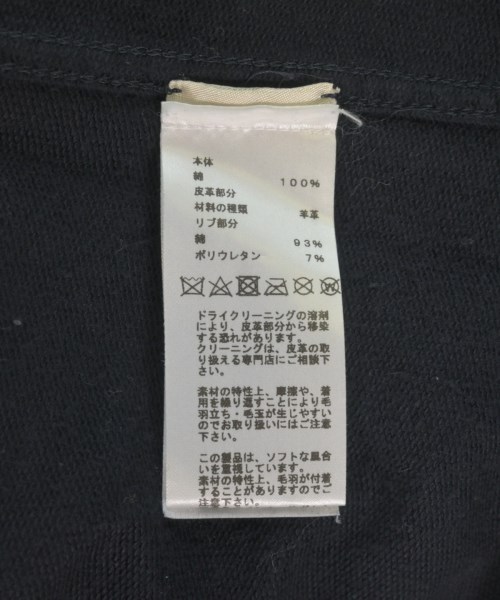 本体
綿 100%
皮革部分
材料の種類 羊革
リブ部分
綿 93%
ポリウレタン 7%
ドライクリーニングの溶剤
により、皮革部分から移染
する恐れがあります。
クリーニングは、皮革の取
り扱える専門店にご相談下
さい。
素材の特性上、摩擦や、着
用を繰り返すことにより毛
羽立ち・毛玉が生じやすい
のでお取り扱いにはご注意
下さい。
この製品は、ソフトな風合
いを重視しています。
素材の特性上、毛羽が付着
することがありますのでご
注意下さい。